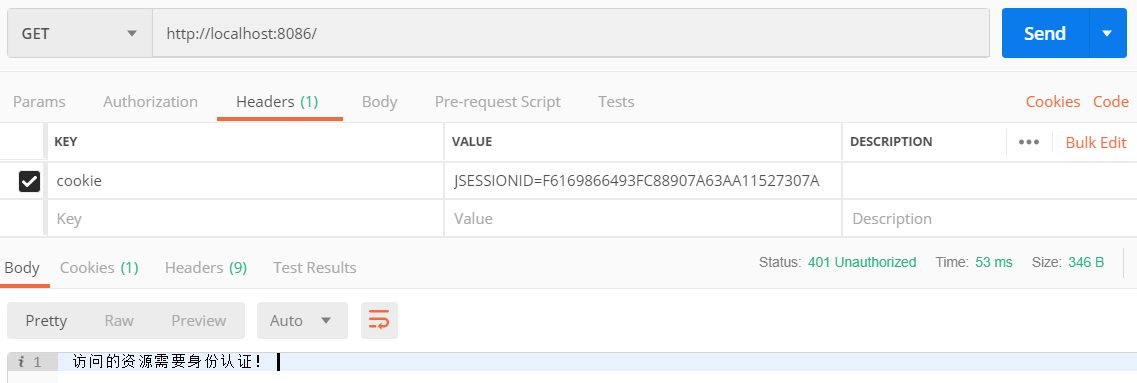 GET http://localhost:8086/ Send
Params Authorization Headers (1) Body Pre-request Script Tests Cookies Code
KEY VALUE DESCRIPTION ••• Bulk Edit
cookie JSESSIONID=F6169866493FC88907A63AA11527307A
Key Value Description
Body Cookies (1) Headers (9) Test Results Status: 401 Unauthorized Time: 53 ms Size: 346 B
Pretty Raw Preview Auto
i 1 访问的资源需要身份认证!